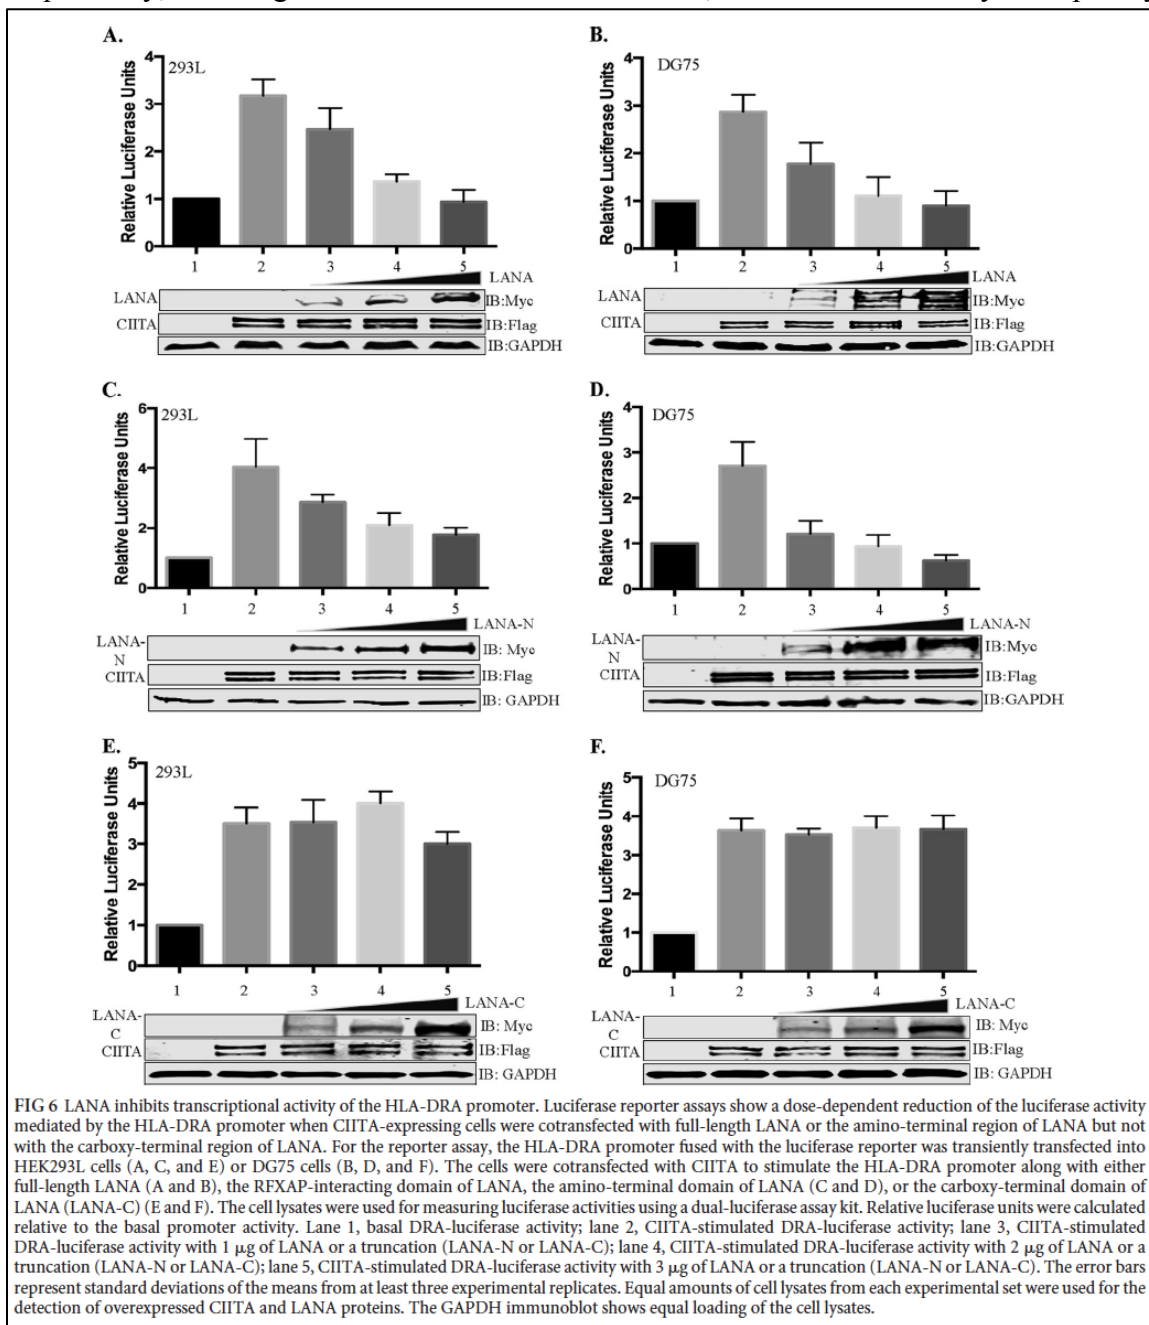 A.
293L
Relative Luciferase Units
4
3
2
1
0
1 2 3 4 5
LANA
LANA IB:Myc
CIITA IB:Flag
IB:GAPDH
B.
DG75
Relative Luciferase Units
4
3
2
1
0
1 2 3 4 5
LANA
LANA IB:Myc
CIITA IB:Flag
IB:GAPDH
C.
293L
Relative Luciferase Units
6
4
2
0
1 2 3 4 5
LANA-N
LANA-
N IB: Myc
CIITA IB:Flag
IB: GAPDH
D.
DG75
Relative Luciferase Units
4
3
2
1
0
1 2 3 4 5
LANA-N
LANA-
N IB:Myc
CIITA IB:Flag
IB:GAPDH
E.
293L
Relative Luciferase Units
5
4
3
2
1
0
1 2 3 4 5
LANA-C
LANA-
C IB: Myc
CIITA IB:Flag
IB: GAPDH
F.
DG75
Relative Luciferase Units
5
4
3
2
1
0
1 2 3 4 5
LANA-C
LANA-
C IB: Myc
CIITA IB:Flag
IB: GAPDH
FIG 6 LANA inhibits transcriptional activity of the HLA-DRA promoter. Luciferase reporter assays show a dose-dependent reduction of the luciferase activity
mediated by the HLA-DRA promoter when CIITA-expressing cells were cotransfected with full-length LANA or the amino-terminal region of LANA but not
with the carboxy-terminal region of LANA. For the reporter assay, the HLA-DRA promoter fused with the luciferase reporter was transiently transfected into
HEK293L cells (A, C, and E) or DG75 cells (B, D, and F). The cells were cotransfected with CIITA to stimulate the HLA-DRA promoter along with either
full-length LANA (A and B), the RFXAP-interacting domain of LANA, the amino-terminal domain of LANA (C and D), or the carboxy-terminal domain of
LANA (LANA-C) (E and F). The cell lysates were used for measuring luciferase activities using a dual-luciferase assay kit. Relative luciferase units were calculated
relative to the basal promoter activity. Lane 1, basal DRA-luciferase activity; lane 2, CIITA-stimulated DRA-luciferase activity; lane 3, CIITA-stimulated
DRA-luciferase activity with 1 μg of LANA or a truncation (LANA-N or LANA-C); lane 4, CIITA-stimulated DRA-luciferase activity with 2 μg of LANA or a
truncation (LANA-N or LANA-C); lane 5, CIITA-stimulated DRA-luciferase activity with 3 μg of LANA or a truncation (LANA-N or LANA-C). The error bars
represent standard deviations of the means from at least three experimental replicates. Equal amounts of cell lysates from each experimental set were used for the
detection of overexpressed CIITA and LANA proteins. The GAPDH immunoblot shows equal loading of the cell lysates.